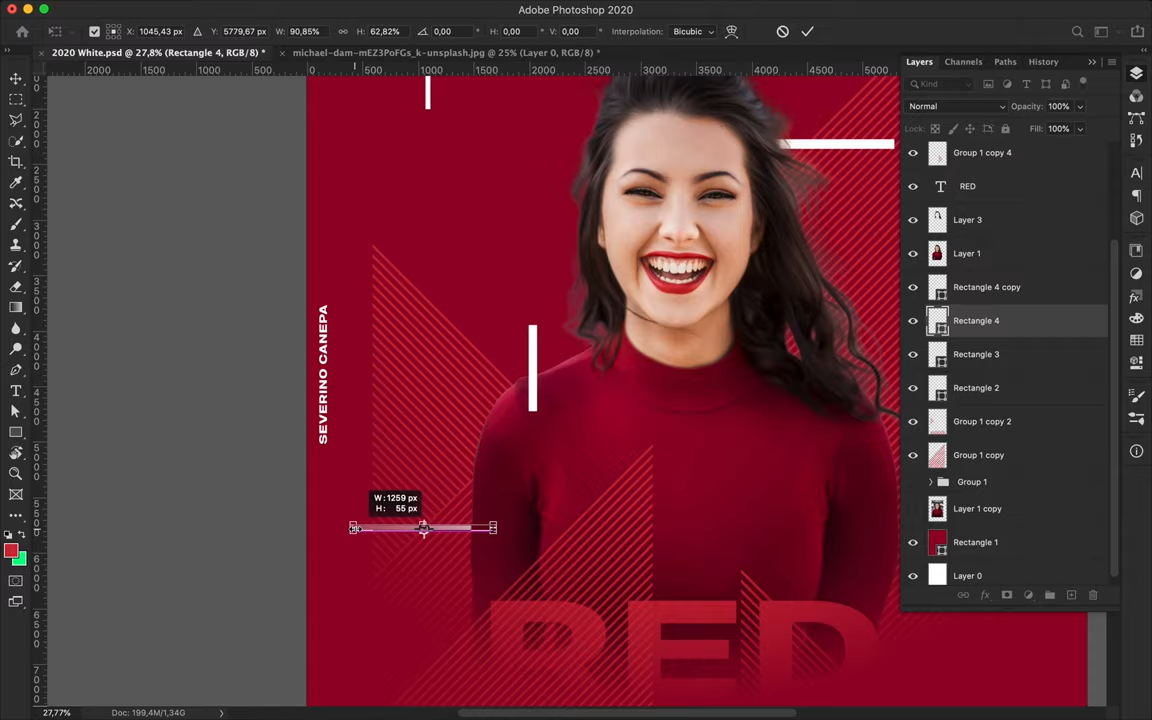 Adobe Photoshop 2020
X: 1045,43 px Y: 5779,67 px W: 90,85% H: 62,82% 0,00 H: 0,00 V: 0,00 Interpolation: Bicubic
2020 White.psd @ 27,8% (Rectangle 4, RGB/8) * michael-dam-mEZ3PoFGs_k-unsplash.jpg @ 25% (Layer 0, RGB/8) *
2000 1500 1000 500 0 500 1000 1500 2000 2500 3000 3500 4000 4500 5000
Layers Channels Paths History
Kind
Normal Opacity: 100%
Lock: Fill: 100%
Group 1 copy 4
RED
Layer 3
Layer 1
Rectangle 4 copy
Rectangle 4
Rectangle 3
Rectangle 2
Group 1 copy 2
Group 1 copy
Group 1
Layer 1 copy
Rectangle 1
Layer 0
SEVERINO CANEPA
W: 1259 px
H: 55 px
RED
27,77% Doc: 199,4M/1,34G